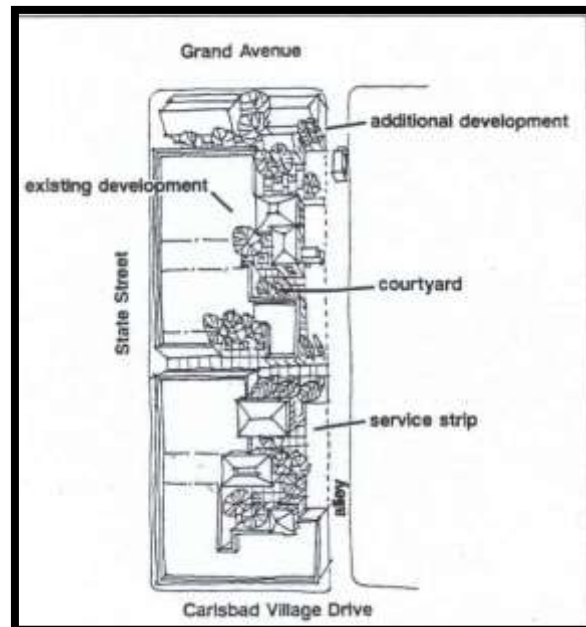 Grand Avenue
additional development
existing development
State Street
courtyard
service strip
alley
Carlsbad Village Drive